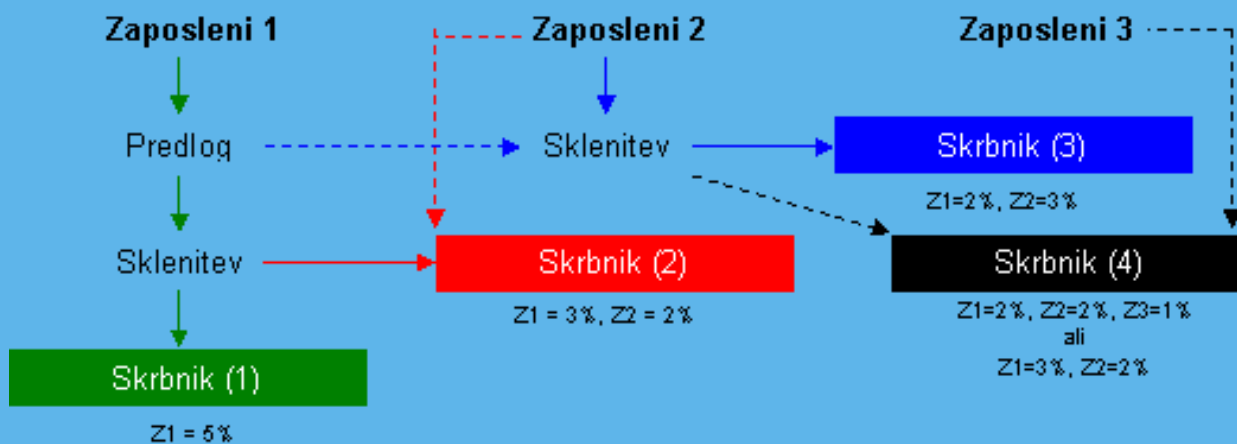 Zaposleni 1
Zaposleni 2
Zaposleni 3
Predlog
Sklenitev
Skrbnik (3)
Z1=2%, Z2=3%
Sklenitev
Skrbnik (2)
Skrbnik (4)
Z1 = 3%, Z2 = 2%
Z1=2%, Z2=2%, Z3=1%
ali
Z1=3%, Z2=2%
Skrbnik (1)
Z1 = 5%